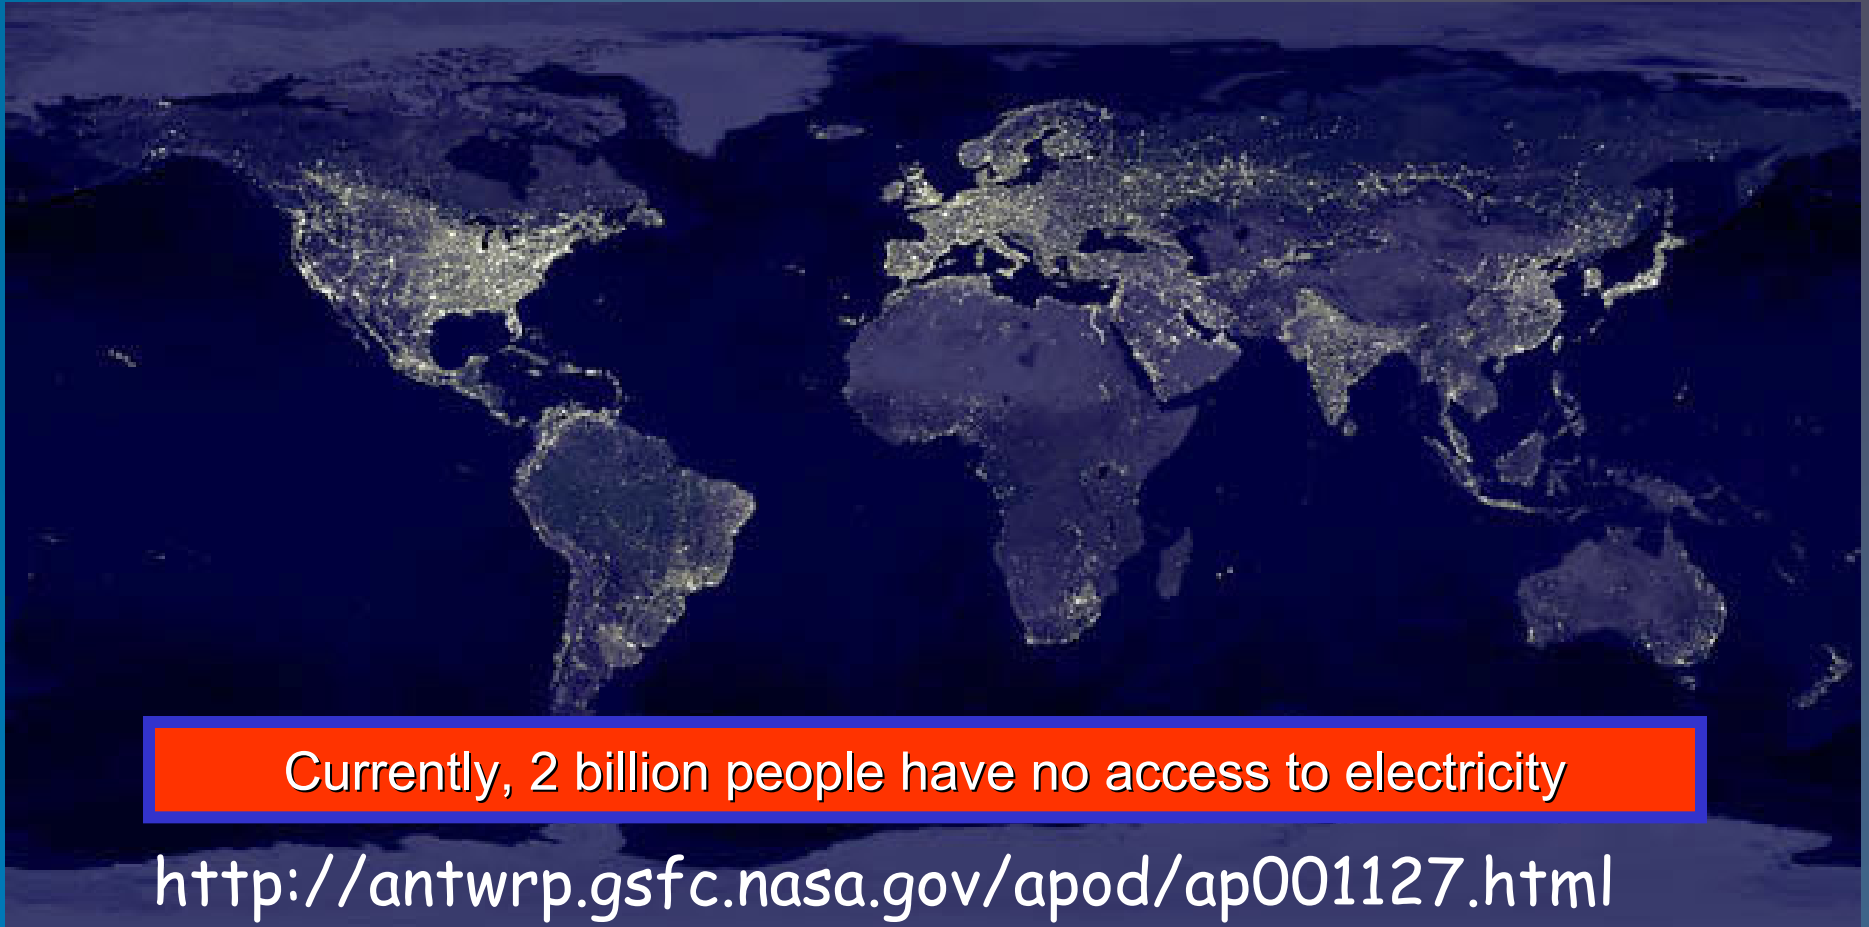 Currently, 2 billion people have no access to electricity
http://antwrp.gsfc.nasa.gov/apod/ap001127.html